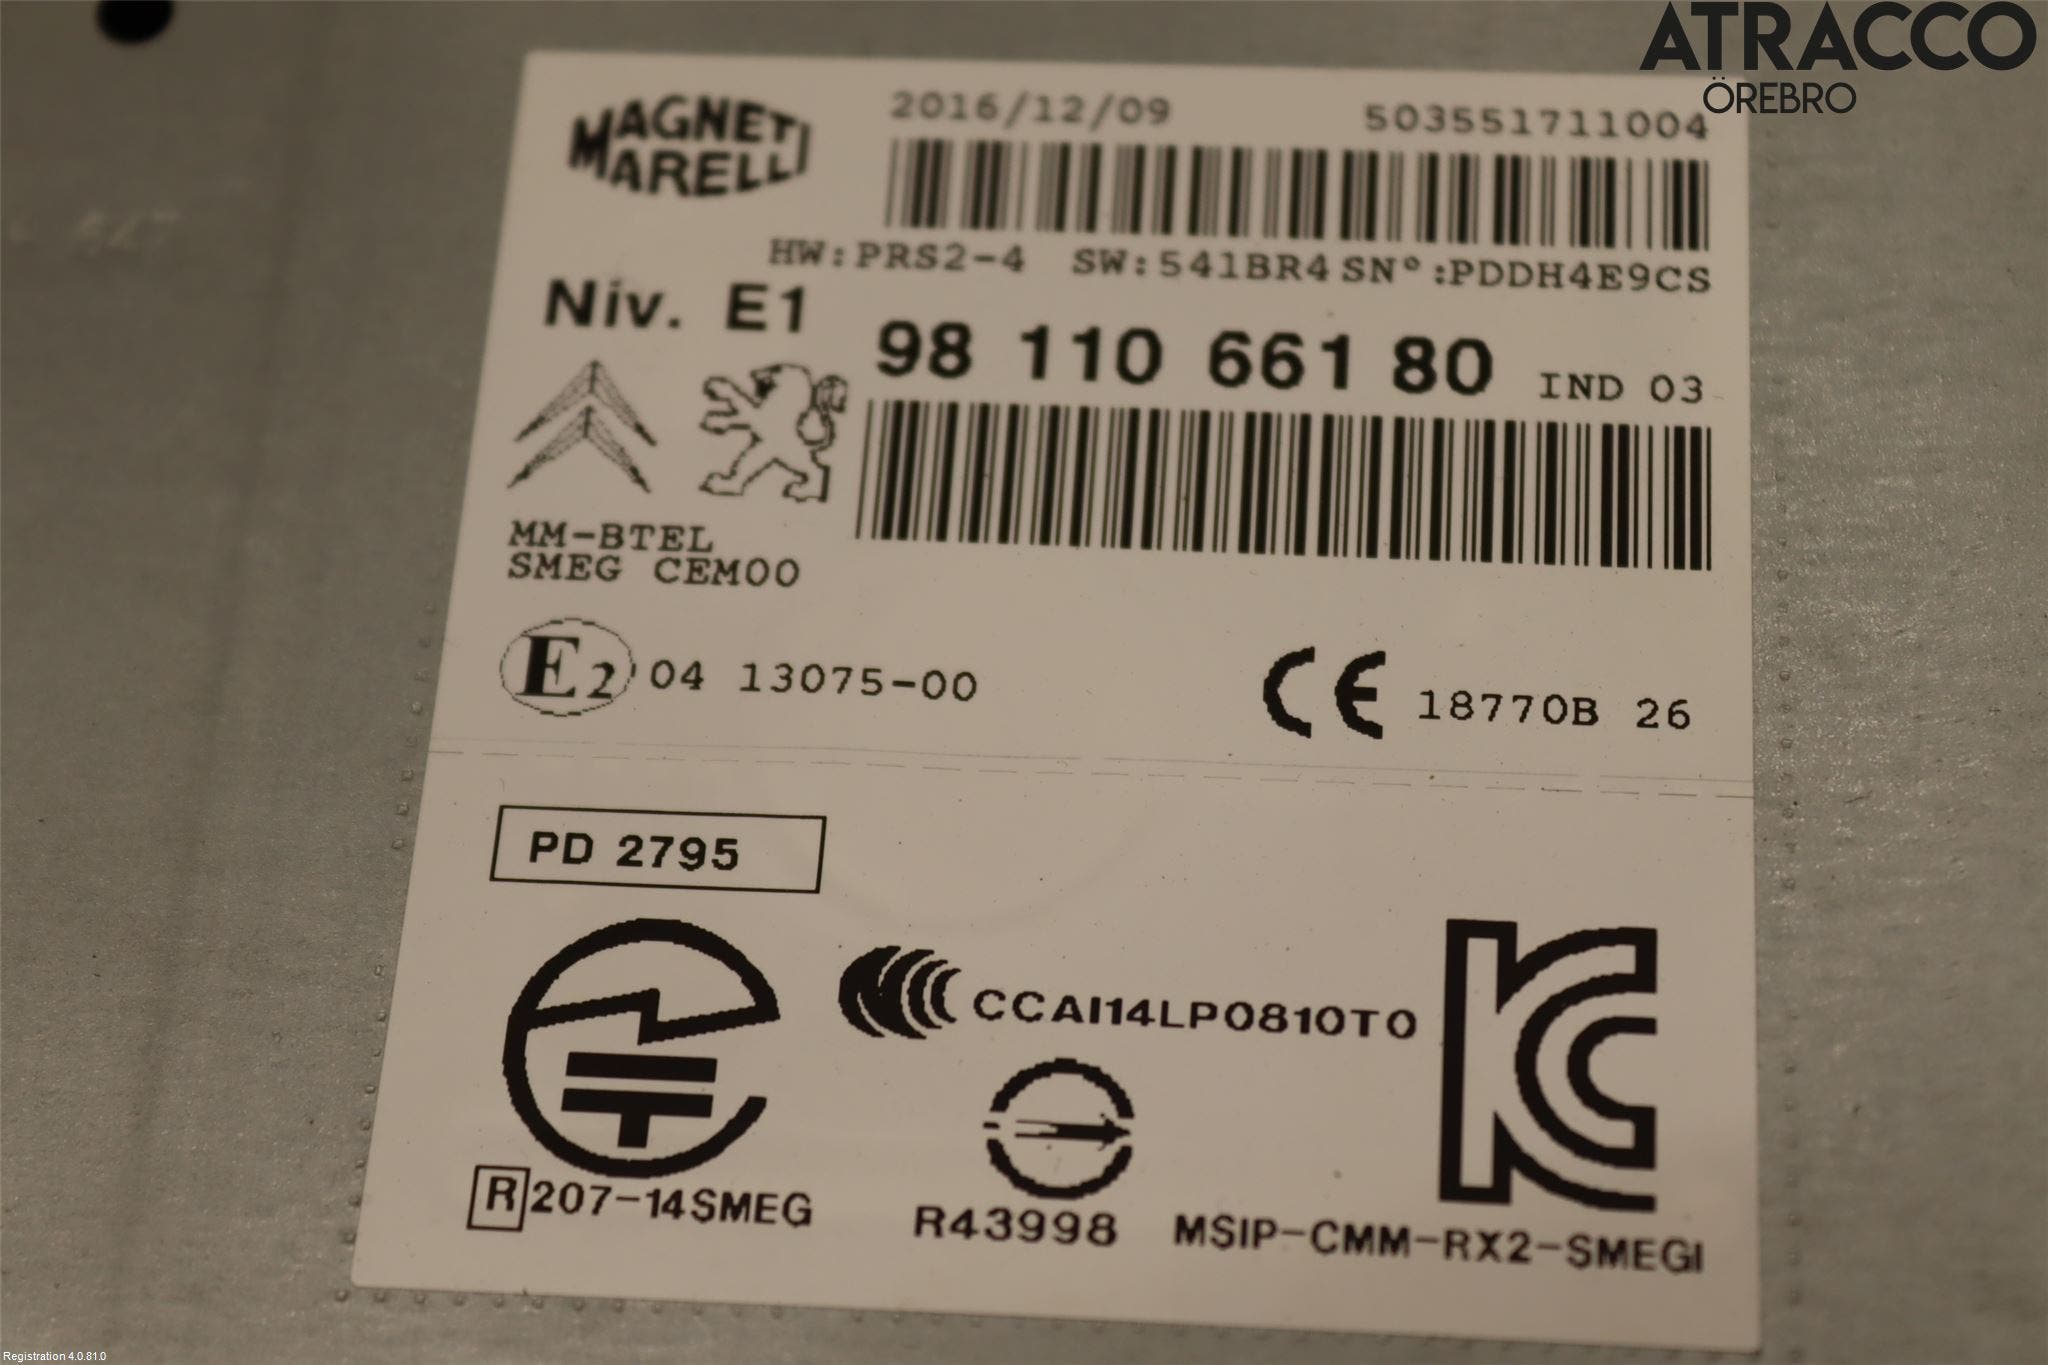 ATRACCO
ÖREBRO
MAGNETI
MARELLI
2016/12/09 503551711004
HW:PRS2-4 SW:541BR4 SN°:PDDH4E9CS
Niv. E1
98 110 661 80 IND 03
MM-BTEL
SMEG CEM00
E2 04 13075-00
CE 18770B 26
PD 2795
CCAI14LP0810T0
KC
R 207-14SMEG
R43998
MSIP-CMM-RX2-SMEGI
Registration 4.0.81.0